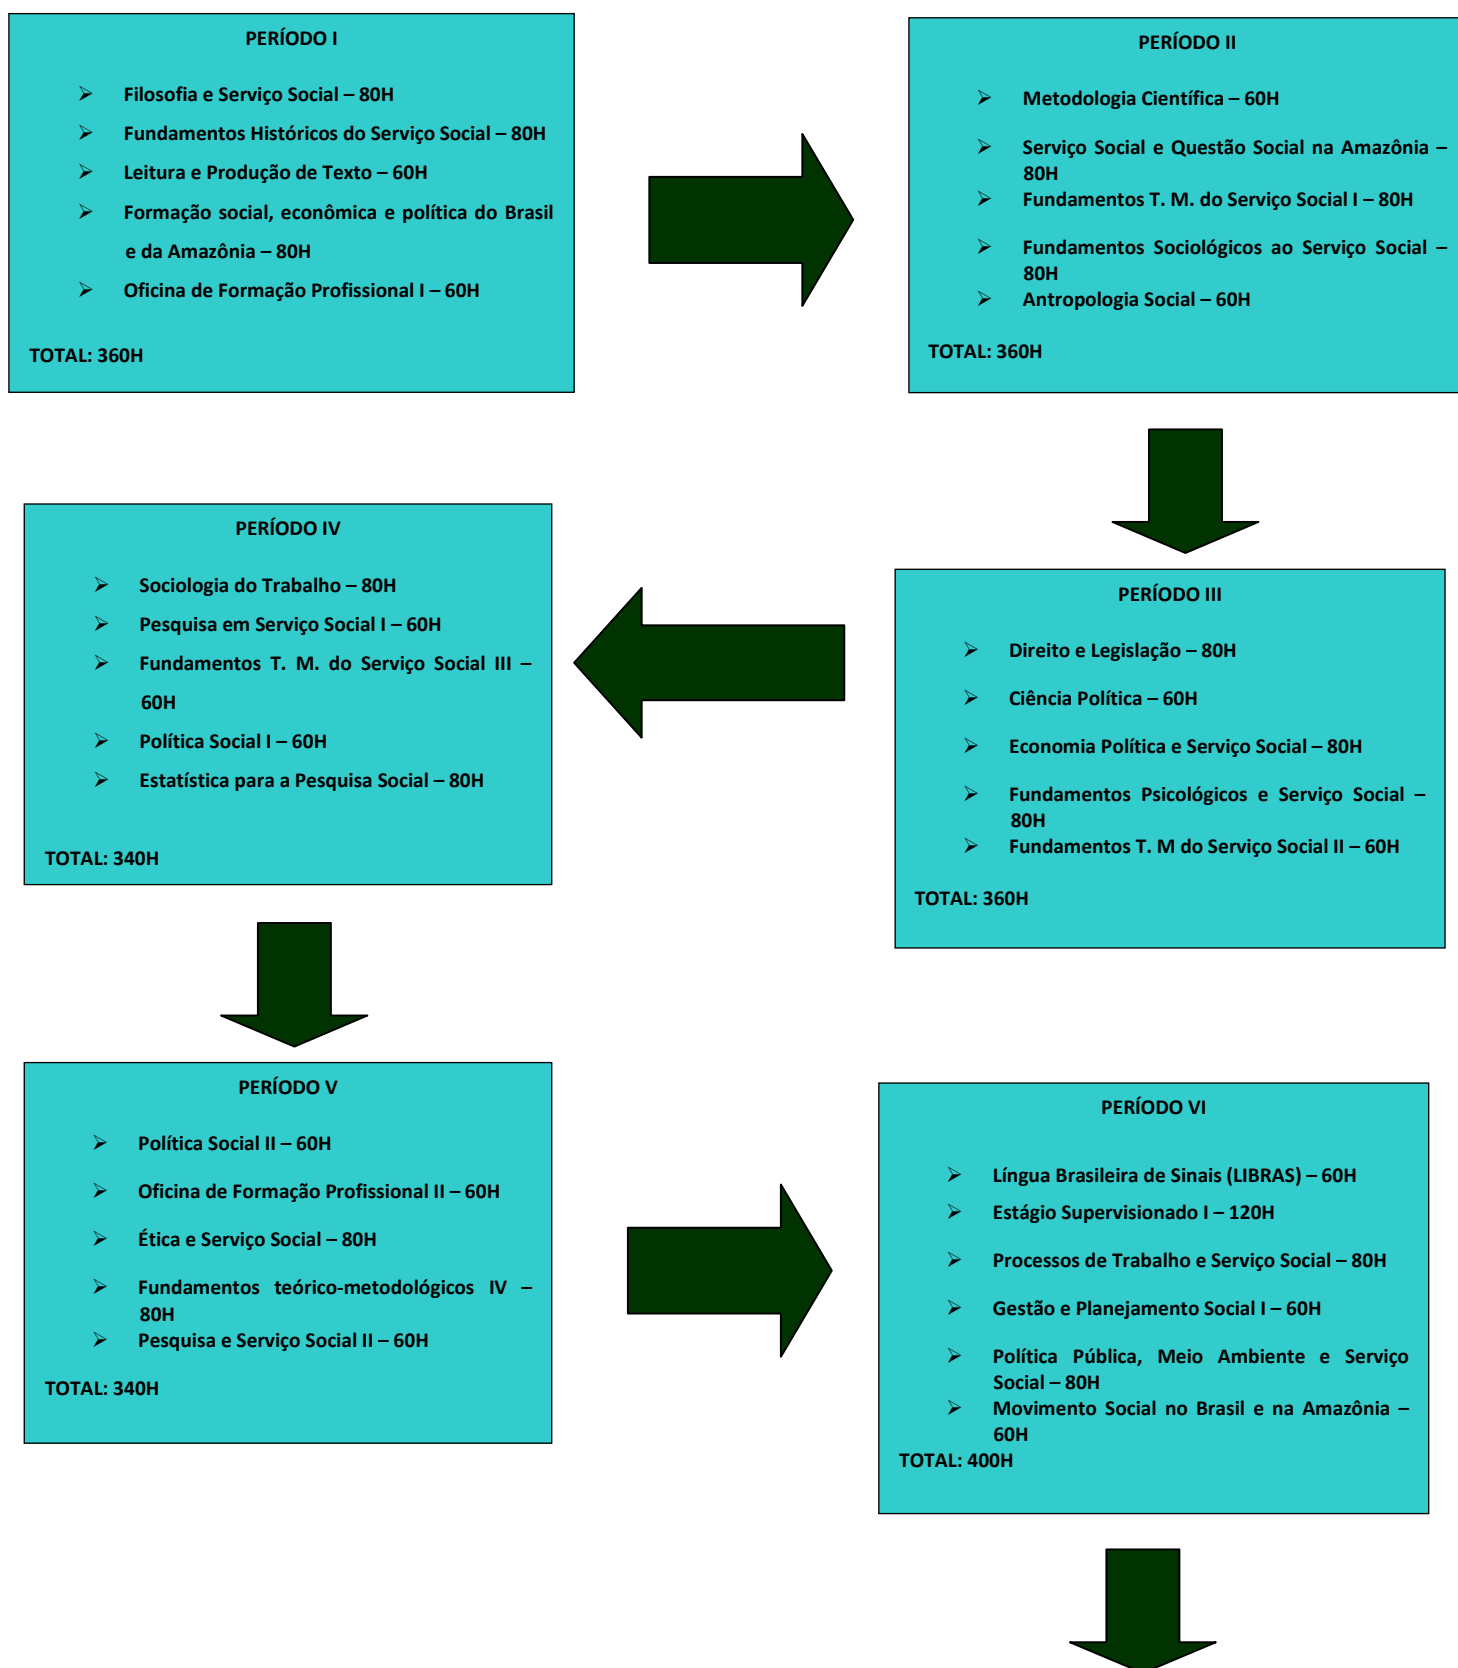 PERÍODO I
➢ Filosofia e Serviço Social – 80H
➢ Fundamentos Históricos do Serviço Social – 80H
➢ Leitura e Produção de Texto – 60H
➢ Formação social, econômica e política do Brasil
e da Amazônia – 80H
➢ Oficina de Formação Profissional I – 60H
TOTAL: 360H
PERÍODO II
➢ Metodologia Científica – 60H
➢ Serviço Social e Questão Social na Amazônia –
80H
➢ Fundamentos T. M. do Serviço Social I – 80H
➢ Fundamentos Sociológicos ao Serviço Social –
80H
➢ Antropologia Social – 60H
TOTAL: 360H
PERÍODO III
➢ Direito e Legislação – 80H
➢ Ciência Política – 60H
➢ Economia Política e Serviço Social – 80H
➢ Fundamentos Psicológicos e Serviço Social –
80H
➢ Fundamentos T. M do Serviço Social II – 60H
TOTAL: 360H
PERÍODO IV
➢ Sociologia do Trabalho – 80H
➢ Pesquisa em Serviço Social I – 60H
➢ Fundamentos T. M. do Serviço Social III –
60H
➢ Política Social I – 60H
➢ Estatística para a Pesquisa Social – 80H
TOTAL: 340H
PERÍODO V
➢ Política Social II – 60H
➢ Oficina de Formação Profissional II – 60H
➢ Ética e Serviço Social – 80H
➢ Fundamentos teórico-metodológicos IV –
80H
➢ Pesquisa e Serviço Social II – 60H
TOTAL: 340H
PERÍODO VI
➢ Língua Brasileira de Sinais (LIBRAS) – 60H
➢ Estágio Supervisionado I – 120H
➢ Processos de Trabalho e Serviço Social – 80H
➢ Gestão e Planejamento Social I – 60H
➢ Política Pública, Meio Ambiente e Serviço
Social – 80H
➢ Movimento Social no Brasil e na Amazônia –
60H
TOTAL: 400H